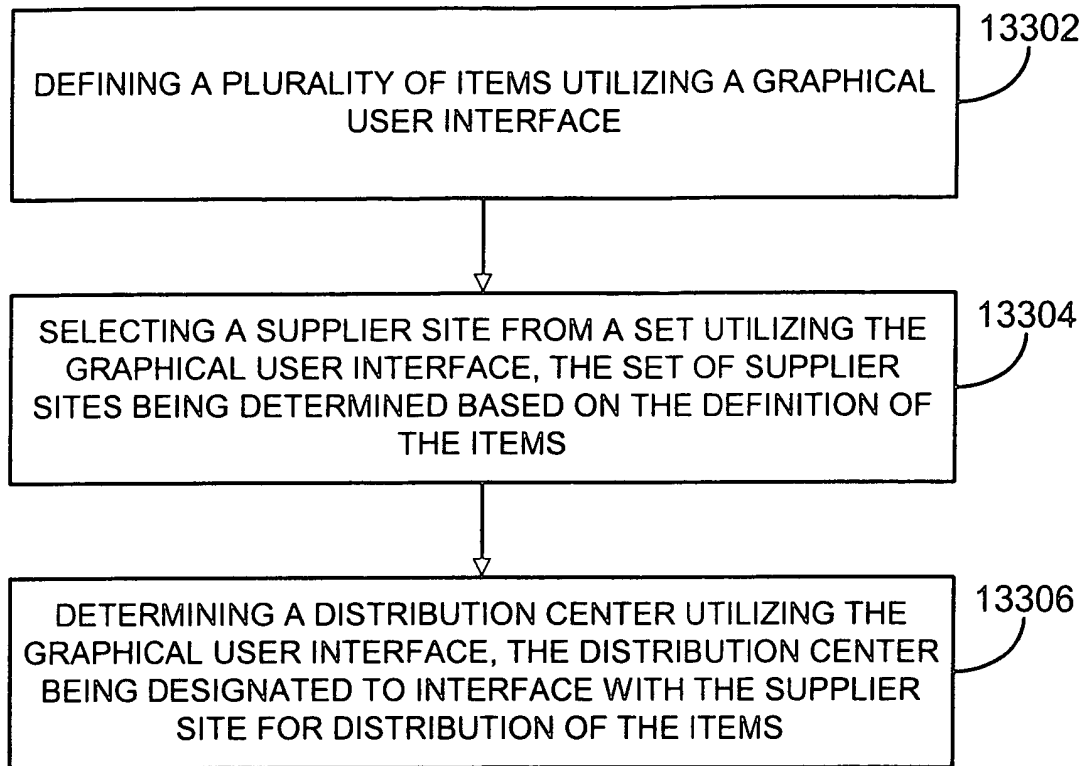 13302
DEFINING A PLURALITY OF ITEMS UTILIZING A GRAPHICAL
USER INTERFACE
13304
SELECTING A SUPPLIER SITE FROM A SET UTILIZING THE
GRAPHICAL USER INTERFACE, THE SET OF SUPPLIER
SITES BEING DETERMINED BASED ON THE DEFINITION OF
THE ITEMS
13306
DETERMINING A DISTRIBUTION CENTER UTILIZING THE
GRAPHICAL USER INTERFACE, THE DISTRIBUTION CENTER
BEING DESIGNATED TO INTERFACE WITH THE SUPPLIER
SITE FOR DISTRIBUTION OF THE ITEMS